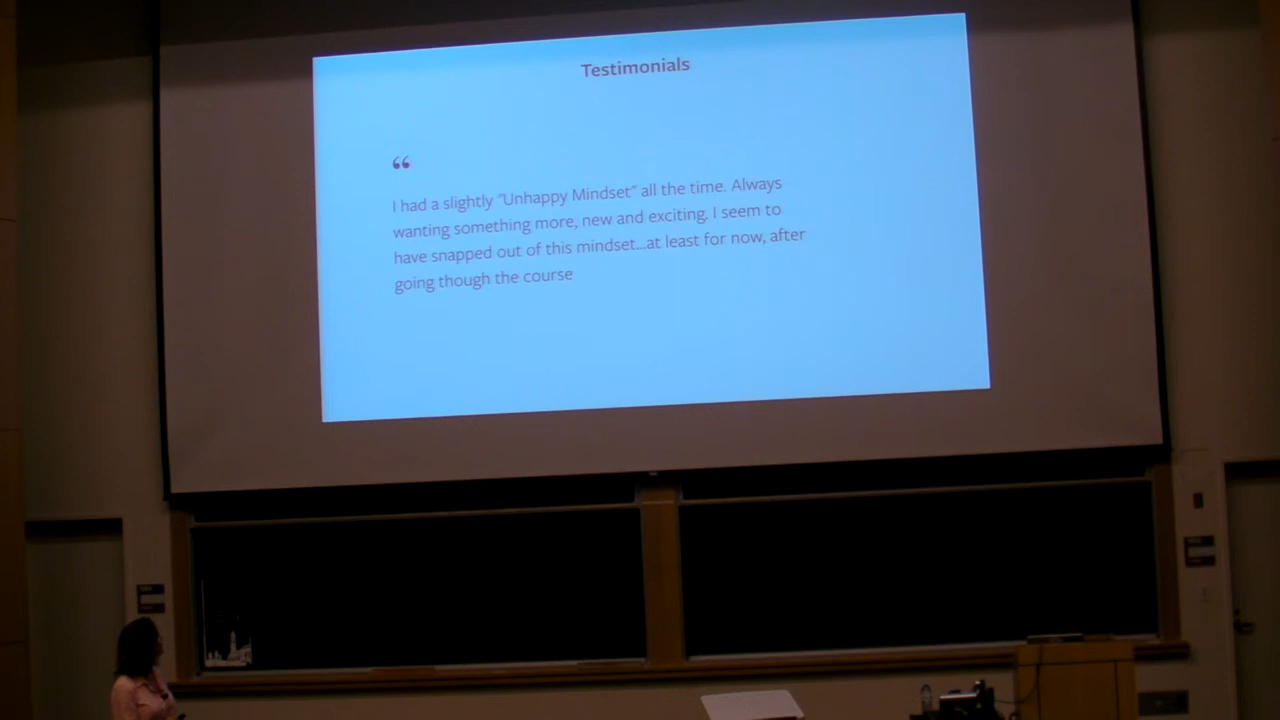 Testimonials
“
I had a slightly "Unhappy Mindset" all the time. Always
wanting something more, new and exciting. I seem to
have snapped out of this mindset...at least for now, after
going though the course